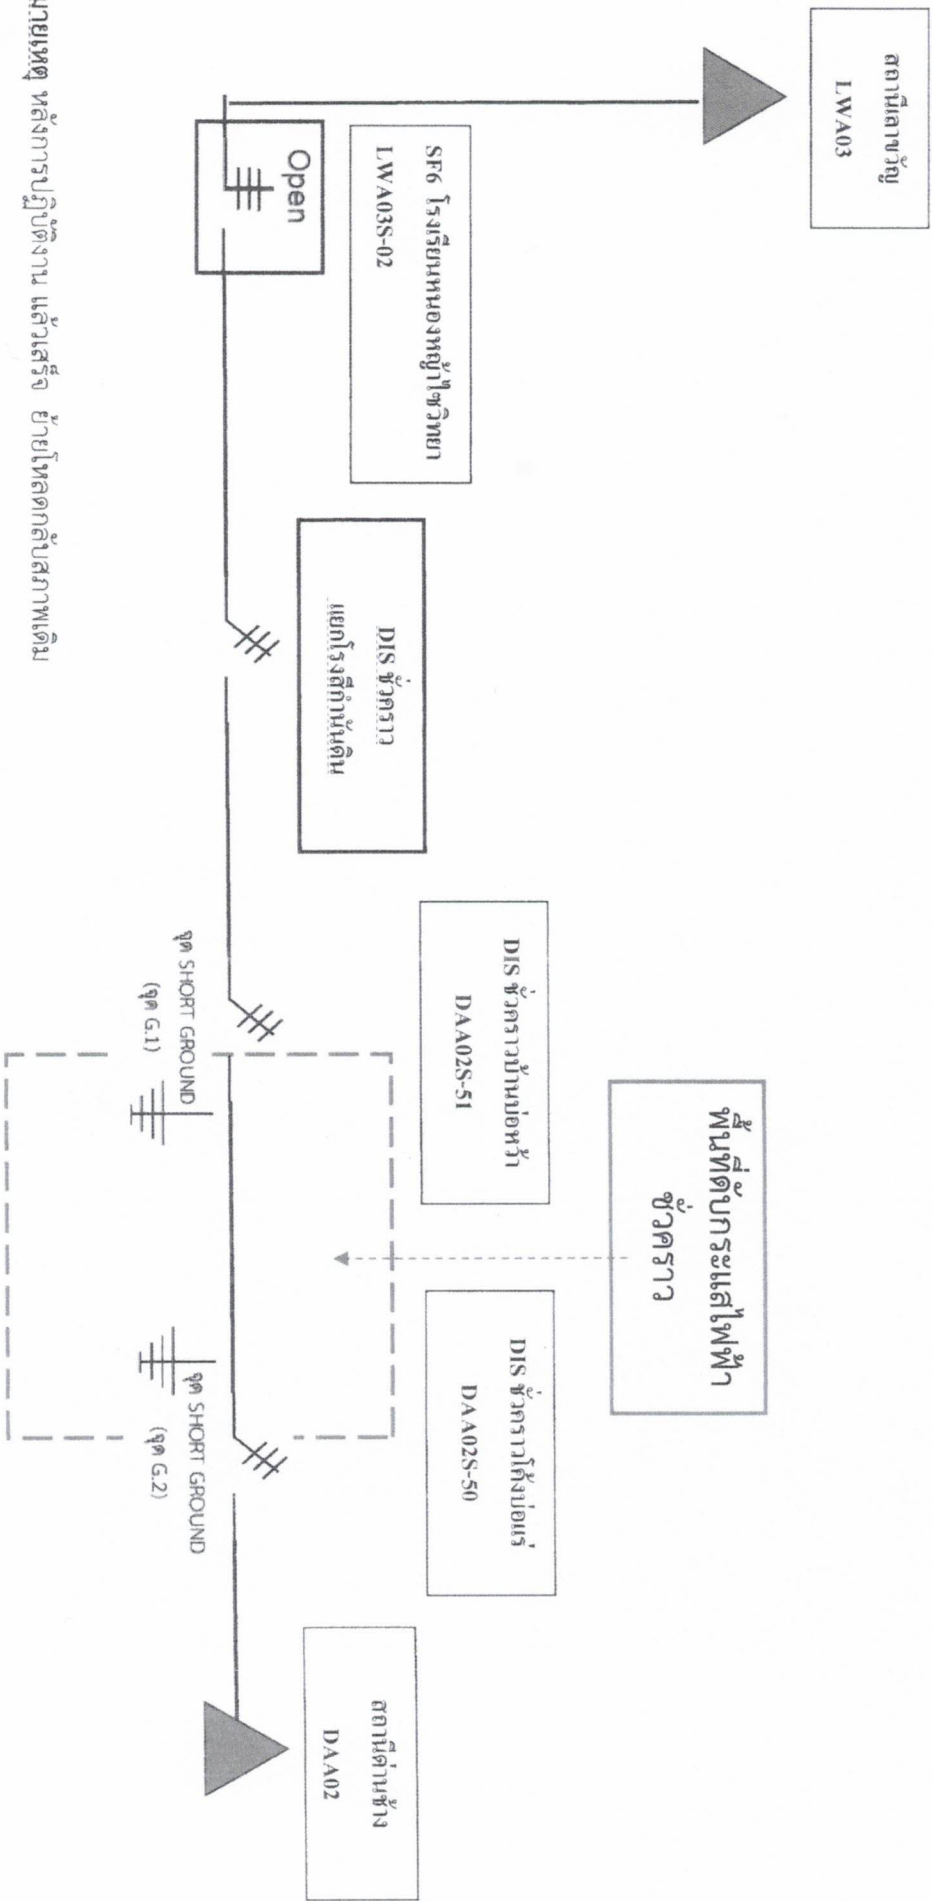 สถานีเลาขวัญ
LWA03
SF6 โรงเรียนหนองหญ้าไซวิทยา
LWA03S-02
Open
DIS ชั่วคราว
แยกโรงสีกำนันดิน
DIS ชั่วคราวบ้านบ่อหว้า
DAA02S-51
พื้นที่ดับกระแสไฟฟ้า
ชั่วคราว
DIS ชั่วคราวโค้งบ่อแร่
DAA02S-50
สถานีด่านช้าง
DAA02
จุด SHORT GROUND
(จุด G.1)
จุด SHORT GROUND
(จุด G.2)
มายเหตุ หลังการปฏิบัติงาน แล้วเสร็จ ย้ายโหลดกลับสภาพเดิม